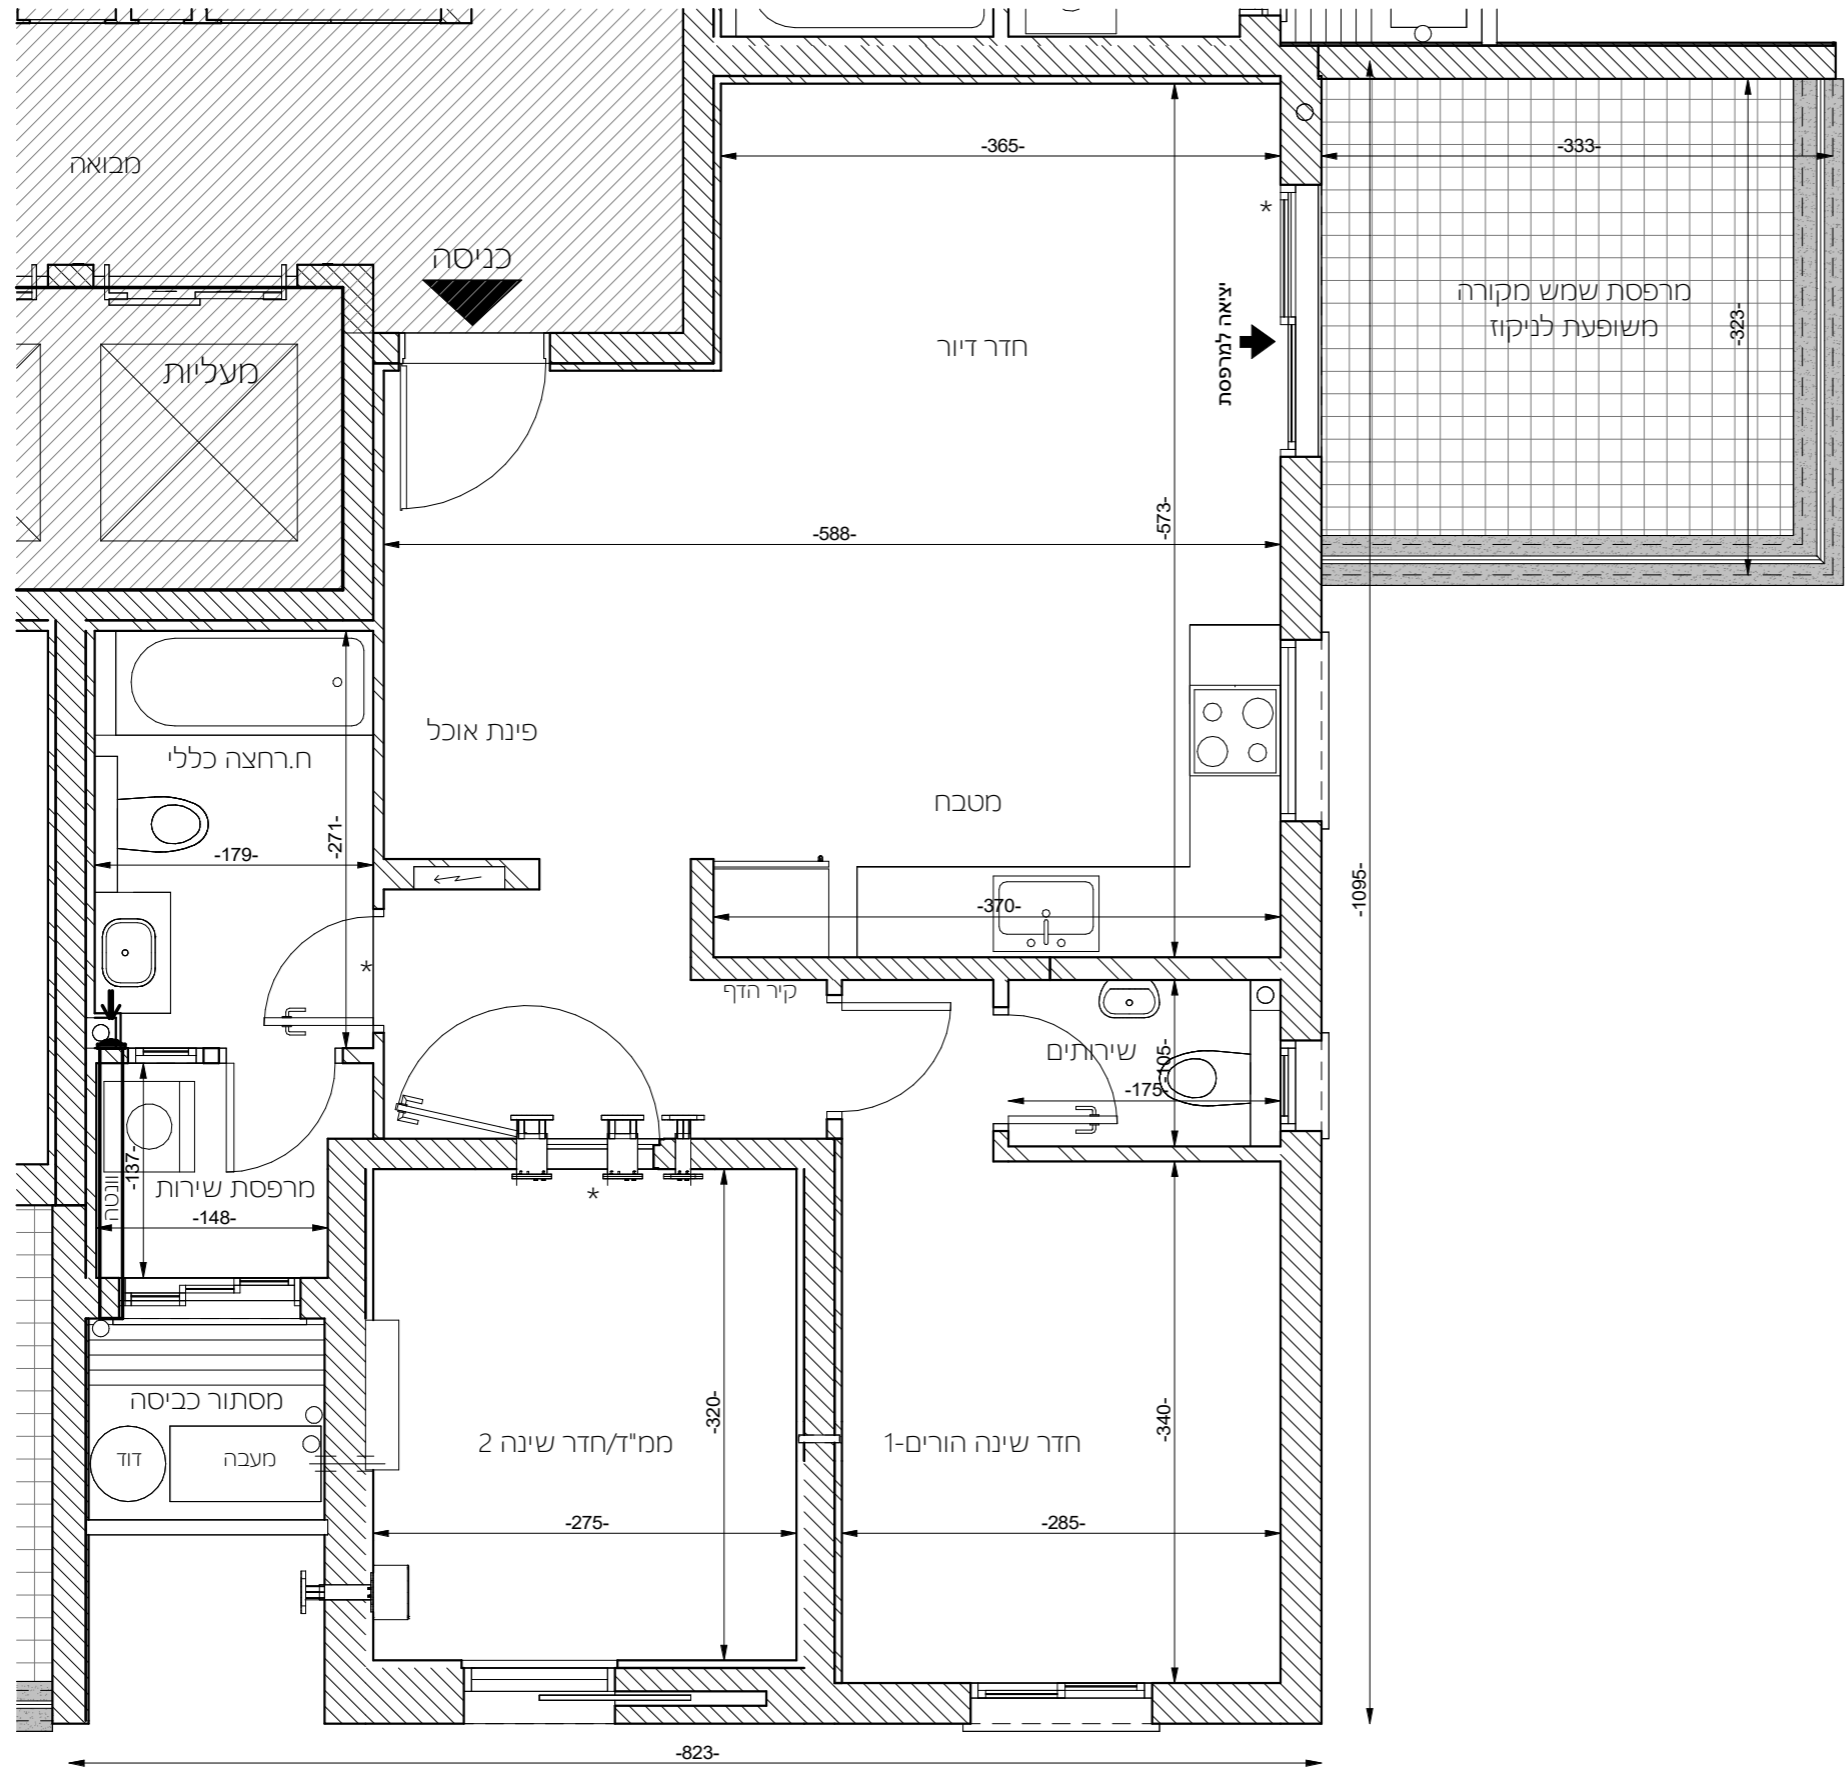 מבואה
-365-
-333-
*
כניסה
מרפסת שמש מקורה
משופעת לניקוז
-323-
יציאה למרפסת
חדר דיור
מעליות
-573-
-588-
פינת אוכל
ח.רחצה כללי
מטבח
-271-
-179-
-1095-
-370-
*
קיר הדף
שירותים
-105-
-175-
-137-
וונטה
מרפסת שירות
-148-
*
מסתור כביסה
דוד
מעבה
ממ"ד/חדר שינה 2
-320-
חדר שינה הורים-1
-340-
-275-
-285-
-823-